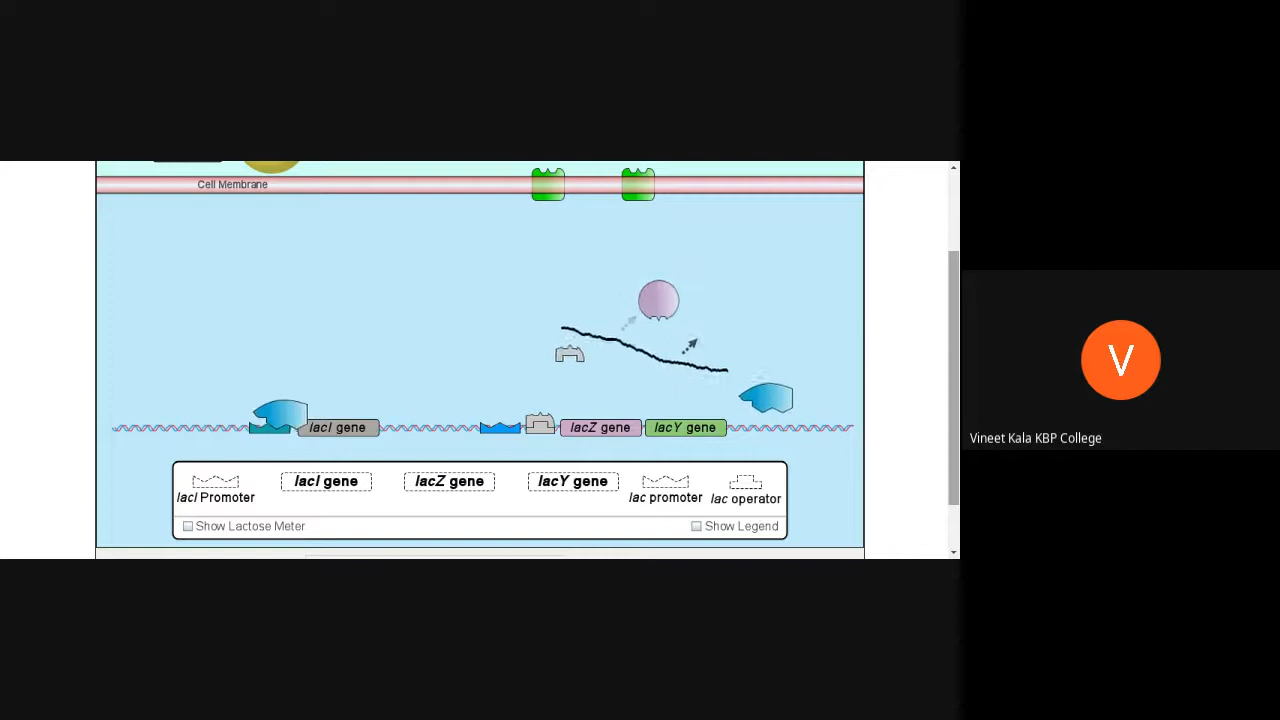 Cell Membrane
lacI gene
lacZ gene
lacY gene
lacI gene
lacZ gene
lacY gene
lacI Promoter
lac promoter
lac operator
Show Lactose Meter
Show Legend
V
Vineet Kala KBP College